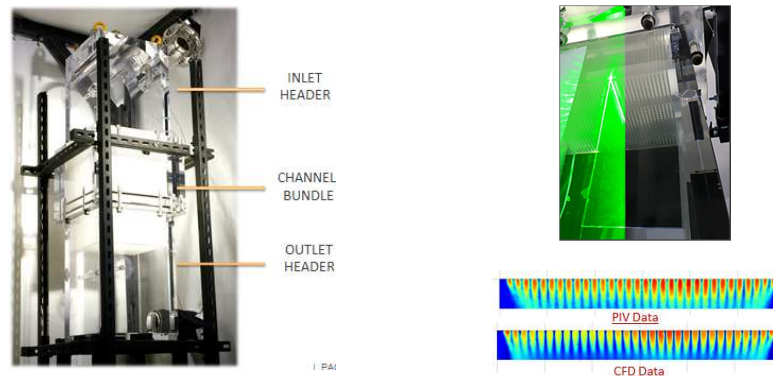 INLET
HEADER
CHANNEL
BUNDLE
OUTLET
HEADER
PIV Data
CFD Data